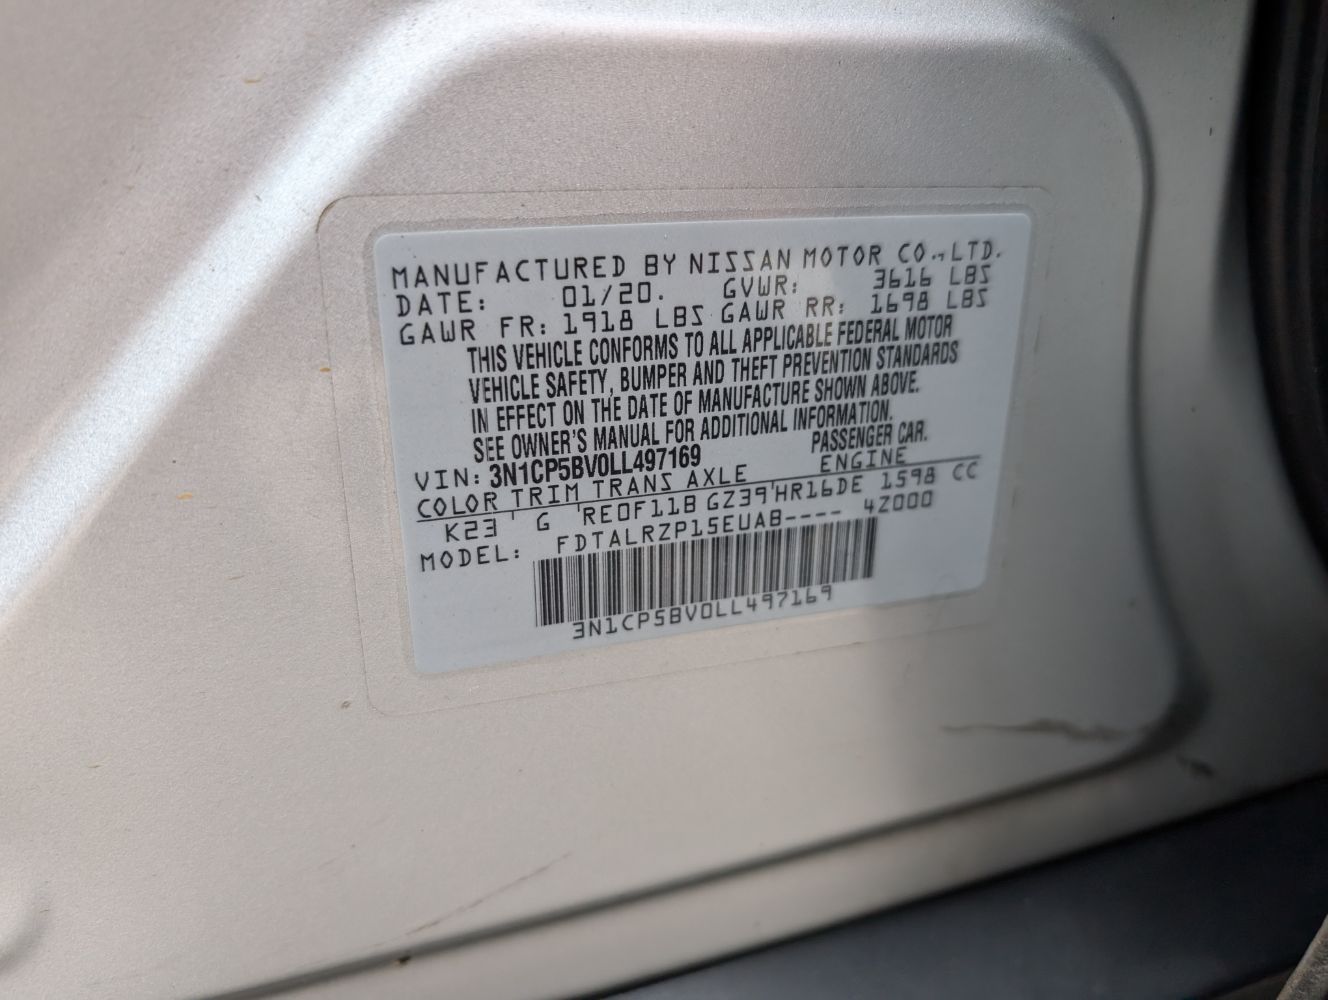 MANUFACTURED BY NISSAN MOTOR CO.,LTD.
DATE: 01/20. GVWR: 3616 LBS
GAWR FR: 1918 LBS GAWR RR: 1698 LBS
THIS VEHICLE CONFORMS TO ALL APPLICABLE FEDERAL MOTOR
VEHICLE SAFETY, BUMPER AND THEFT PREVENTION STANDARDS
IN EFFECT ON THE DATE OF MANUFACTURE SHOWN ABOVE.
SEE OWNER'S MANUAL FOR ADDITIONAL INFORMATION.
VIN: 3N1CP5BV0LL497169 PASSENGER CAR.
COLOR TRIM TRANS AXLE ENGINE
K23 ' G 'RE0F11B GZ39'HR16DE 1598 CC
MODEL: FDTALRZP15EUAB---- 4Z000
3N1CP5BV0LL497169